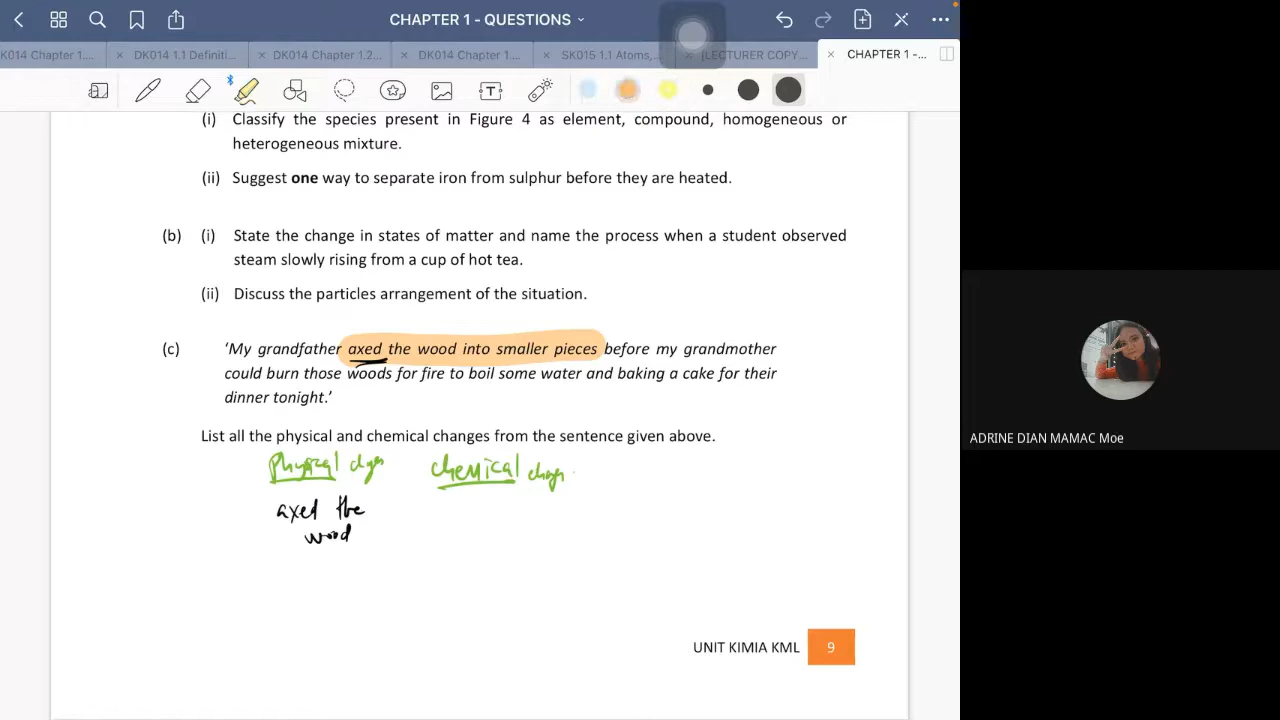 CHAPTER 1 - QUESTIONS
K014 Chapter 1....
DK014 1.1 Definiti...
DK014 Chapter 1.2...
DK014 Chapter 1...
SK015 1.1 Atoms,...
[LECTURER COPY...
CHAPTER 1 -...
(i) Classify the species present in Figure 4 as element, compound, homogeneous or
heterogeneous mixture.
(ii) Suggest one way to separate iron from sulphur before they are heated.
(b) (i) State the change in states of matter and name the process when a student observed
steam slowly rising from a cup of hot tea.
(ii) Discuss the particles arrangement of the situation.
(c) ‘My grandfather axed the wood into smaller pieces before my grandmother
could burn those woods for fire to boil some water and baking a cake for their
dinner tonight.’
List all the physical and chemical changes from the sentence given above.
physical chemical
axed the
wood
UNIT KIMIA KML 9
ADRINE DIAN MAMAC Moe